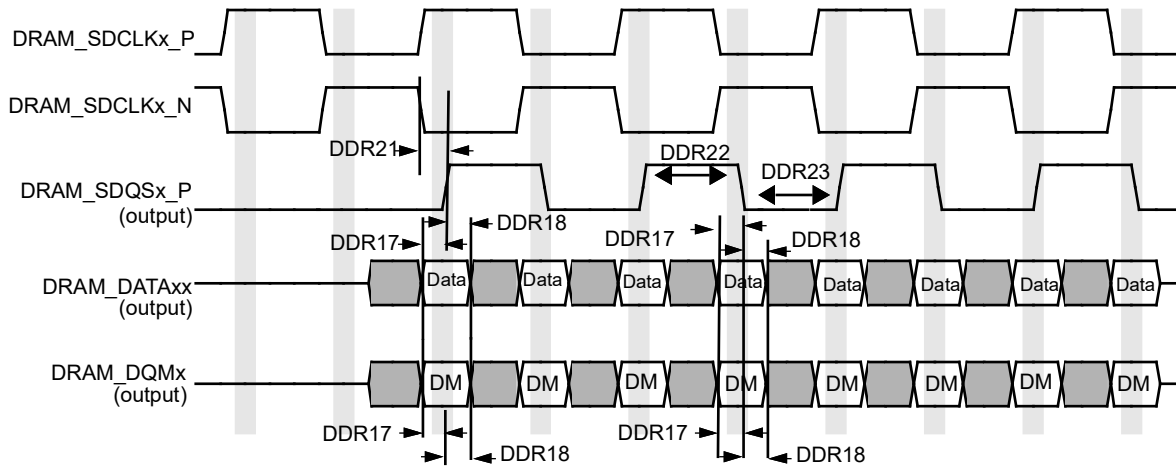 DRAM_SDCLKx_P
DRAM_SDCLKx_N
DDR21
DDR22
DDR23
DRAM_SDQSx_P
(output)
DDR18
DDR17
DDR17
DDR18
DRAM_DATAxx
(output)
Data Data Data Data Data Data Data Data
DRAM_DQMx
(output)
DM DM DM DM DM DM DM DM
DDR17
DDR18
DDR17
DDR18